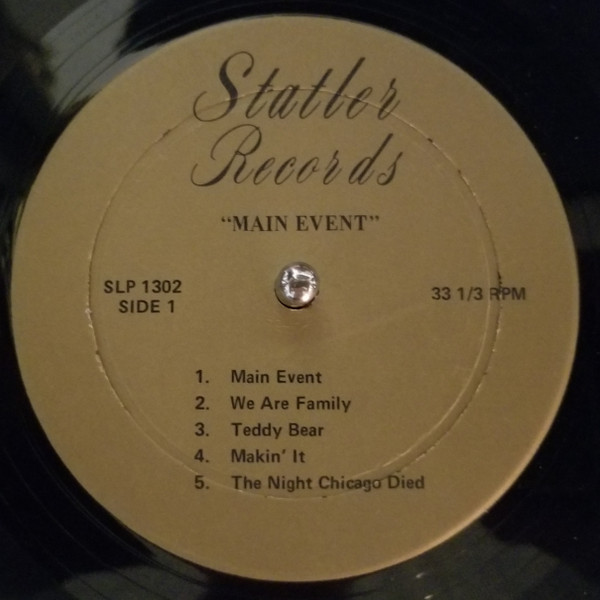 Statler
Records
“MAIN EVENT”
SLP 1302
SIDE 1
33 1/3 RPM
1. Main Event
2. We Are Family
3. Teddy Bear
4. Makin’ It
5. The Night Chicago Died